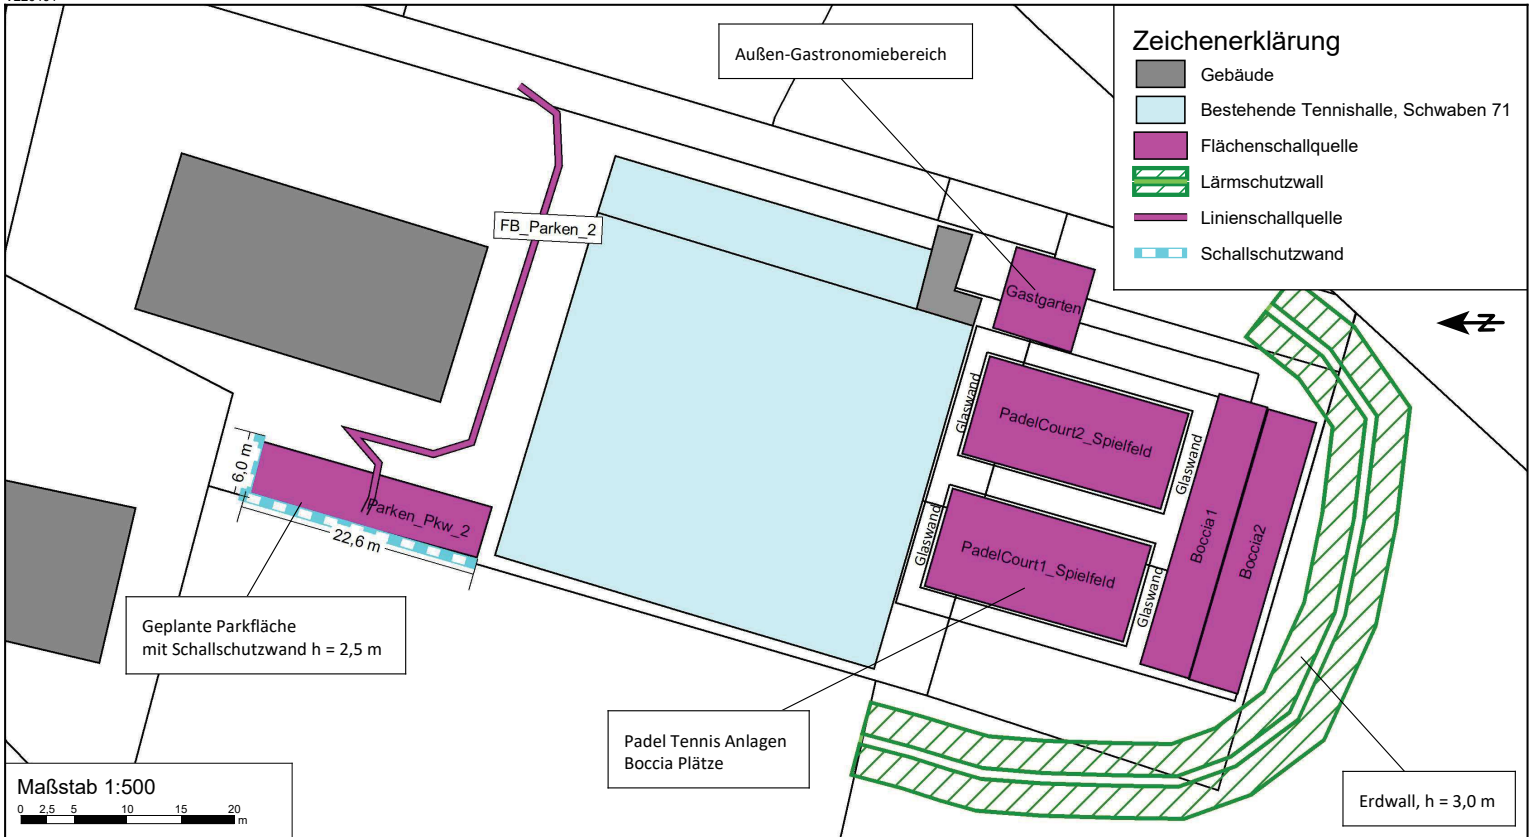 Außen-Gastronomiebereich
Zeichenerklärung
Gebäude
Bestehende Tennishalle, Schwaben 71
Flächenschallquelle
Lärmschutzwall
Linienschallquelle
Schallschutzwand
FB_Parken_2
Gastgarten
N
Glaswand
PadelCourt2_Spielfeld
Glaswand
6,0 m
Parken_Pkw_2
22,6 m
Glaswand
PadelCourt1_Spielfeld
Glaswand
Boccia1
Boccia2
Geplante Parkfläche
mit Schallschutzwand h = 2,5 m
Padel Tennis Anlagen
Boccia Plätze
Erdwall, h = 3,0 m
Maßstab 1:500
0 2,5 5 10 15 20
m